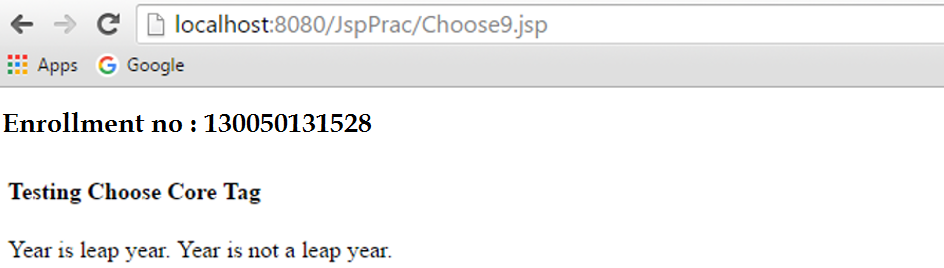 localhost:8080/JspPrac/Choose9.jsp
Apps Google
Enrollment no : 130050131528
Testing Choose Core Tag
Year is leap year. Year is not a leap year.